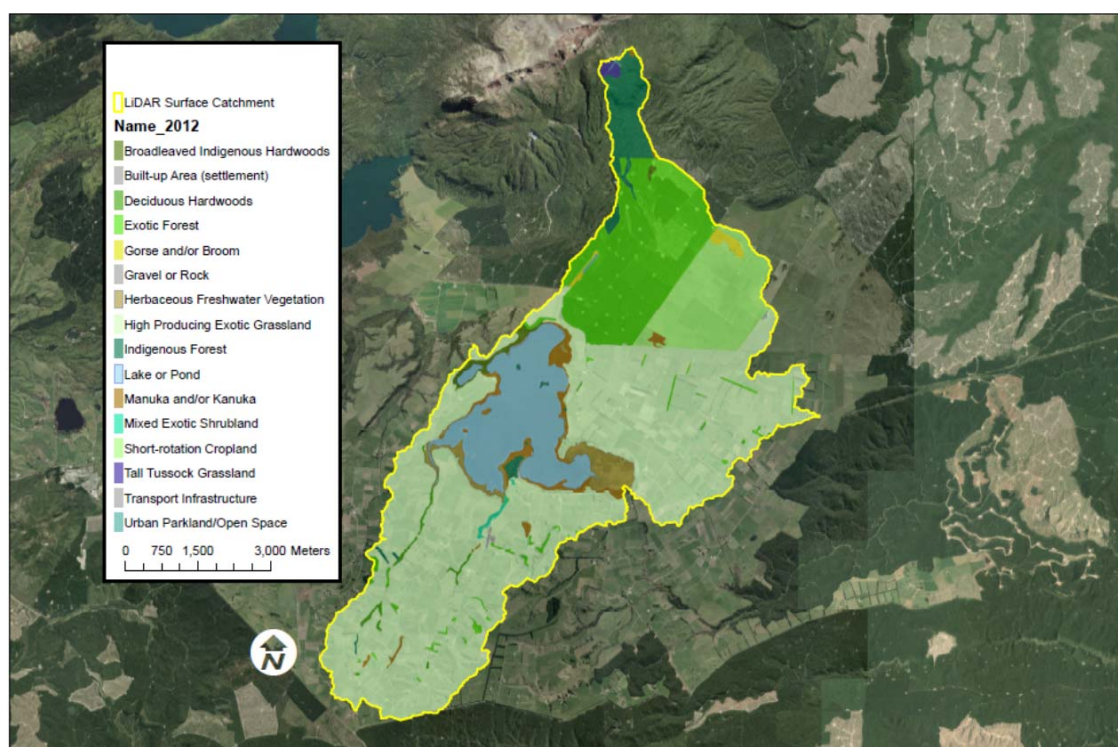 LiDAR Surface Catchment
Name_2012
Broadleaved Indigenous Hardwoods
Built-up Area (settlement)
Deciduous Hardwoods
Exotic Forest
Gorse and/or Broom
Gravel or Rock
Herbaceous Freshwater Vegetation
High Producing Exotic Grassland
Indigenous Forest
Lake or Pond
Manuka and/or Kanuka
Mixed Exotic Shrubland
Short-rotation Cropland
Tall Tussock Grassland
Transport Infrastructure
Urban Parkland/Open Space
0 750 1,500 3,000 Meters
N